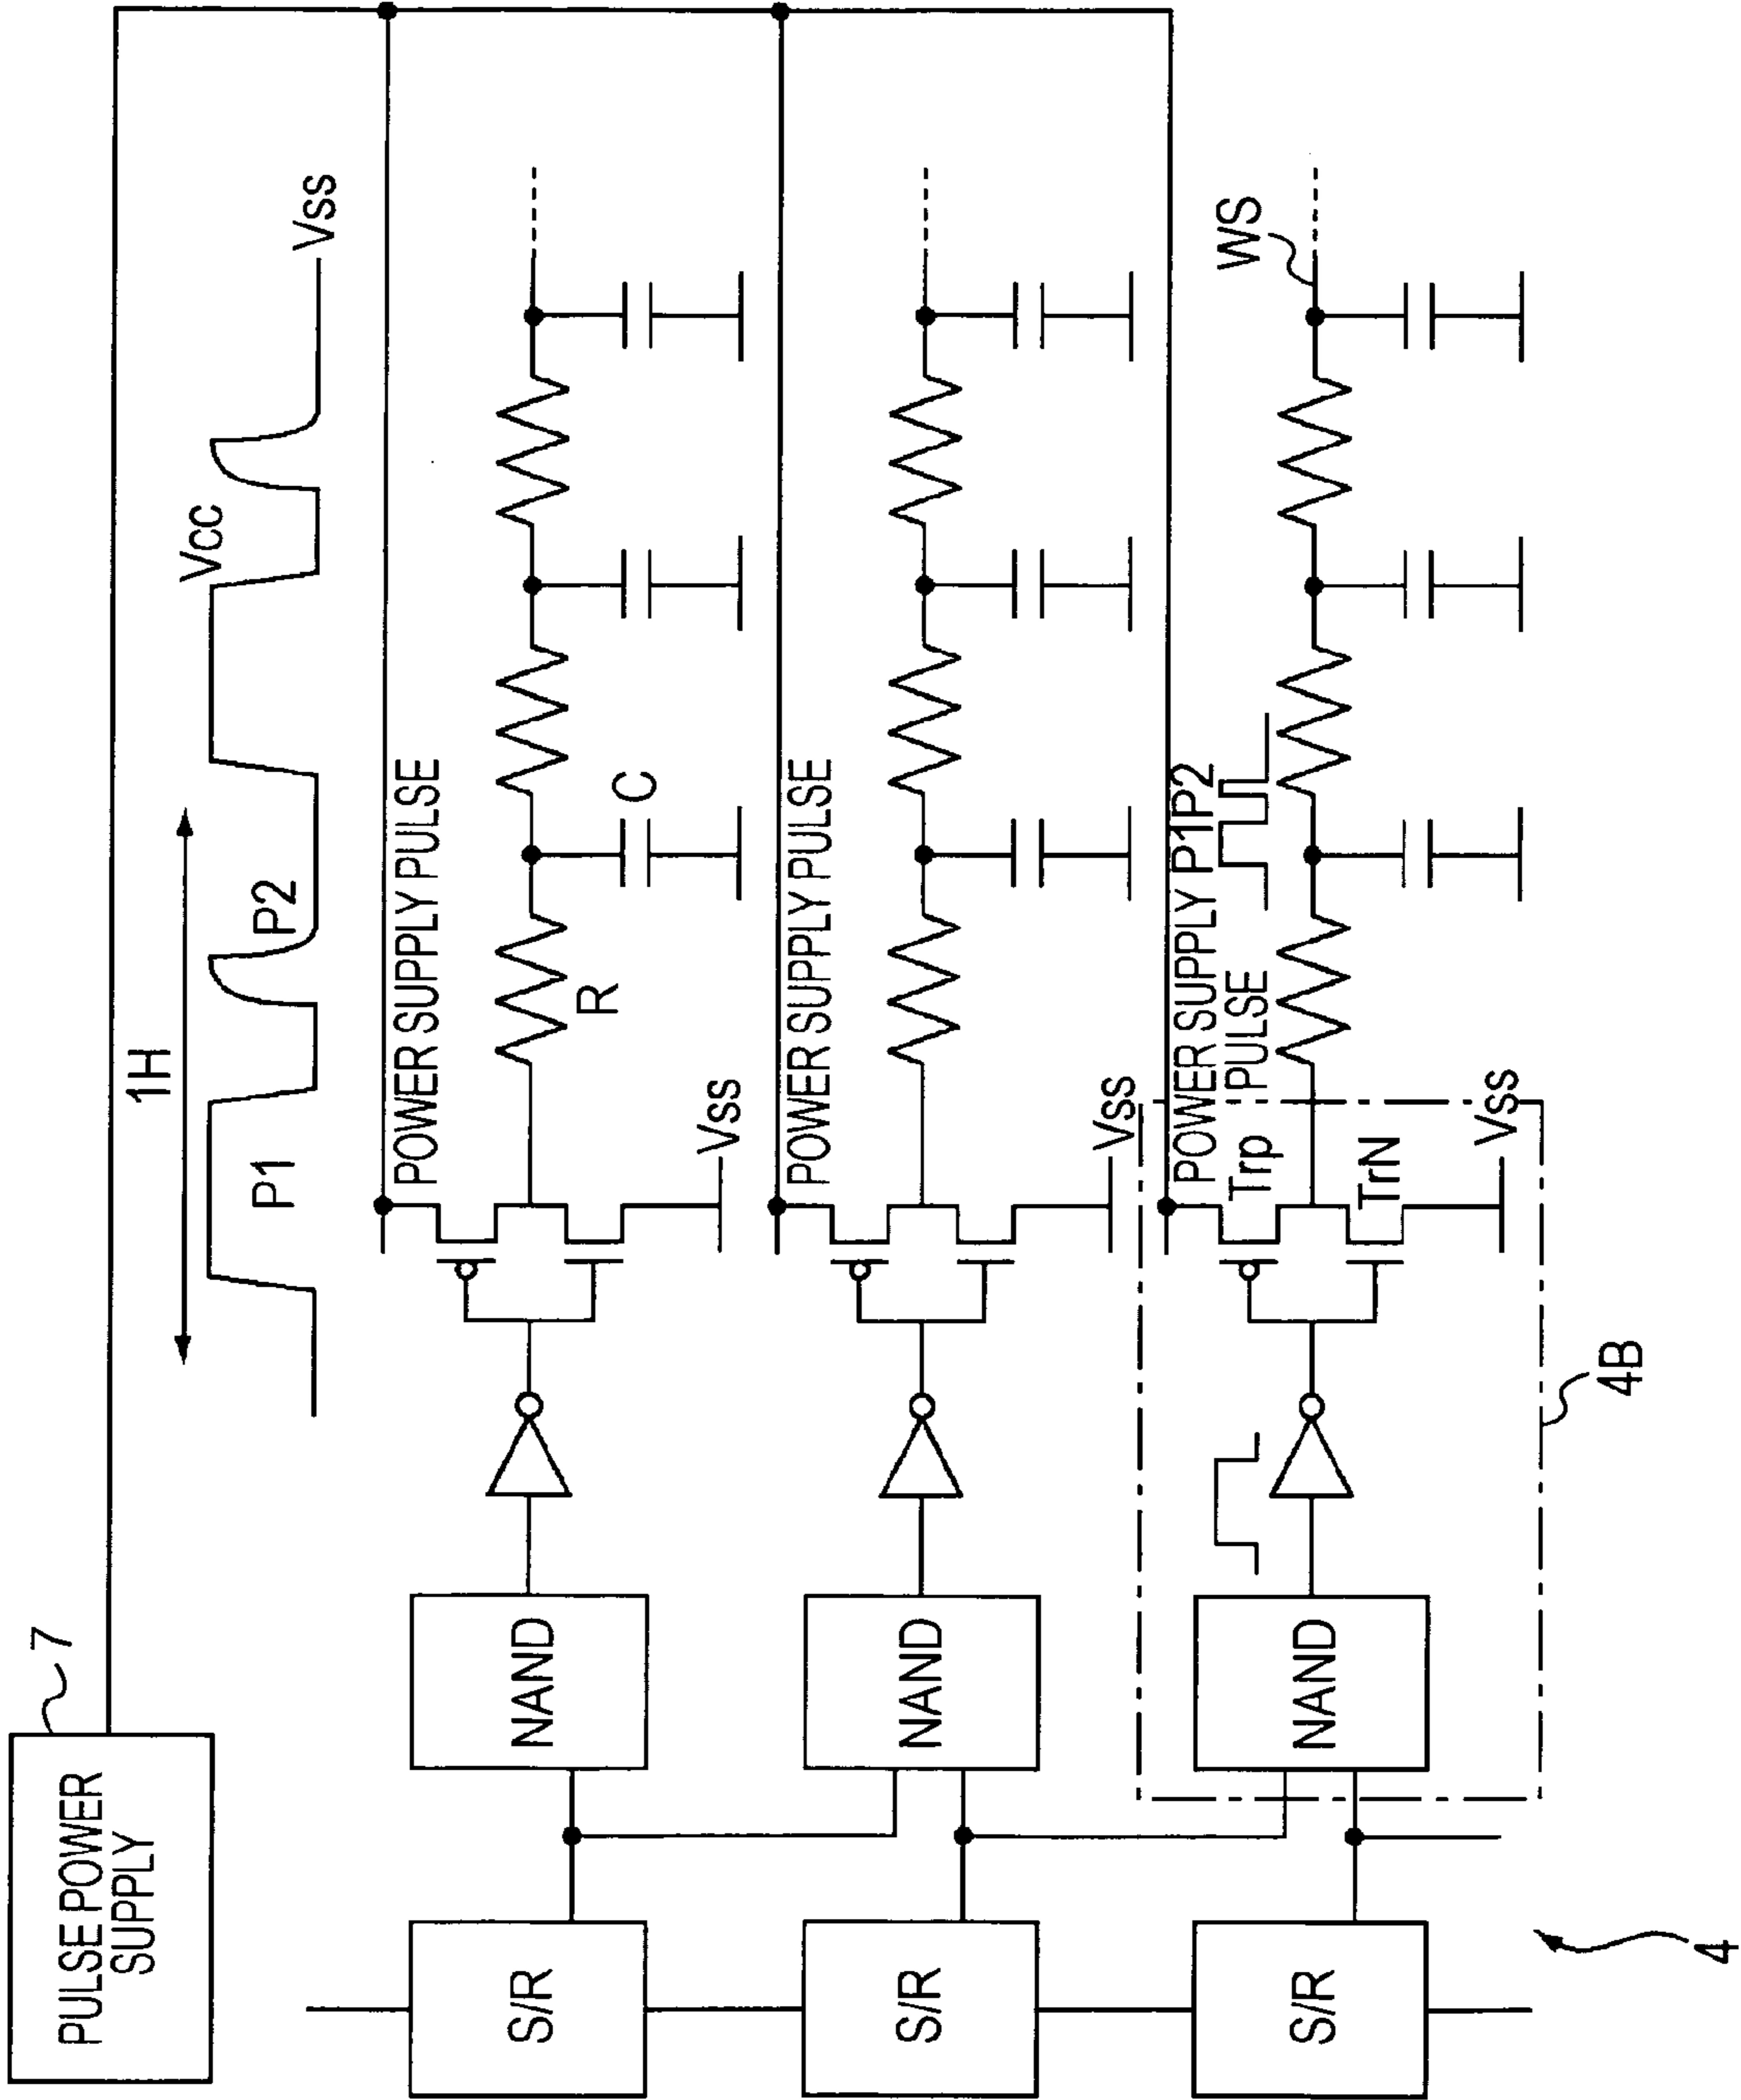 PULSE POWER
SUPPLY
7
1H
P1
P2
Vcc
Vss
POWER SUPPLY PULSE
S/R
NAND
R
C
Vss
POWER SUPPLY PULSE
S/R
NAND
Vss
POWER SUPPLY P1P2
PULSE
WS
S/R
NAND
Trp
TrN
Vss
4B
4